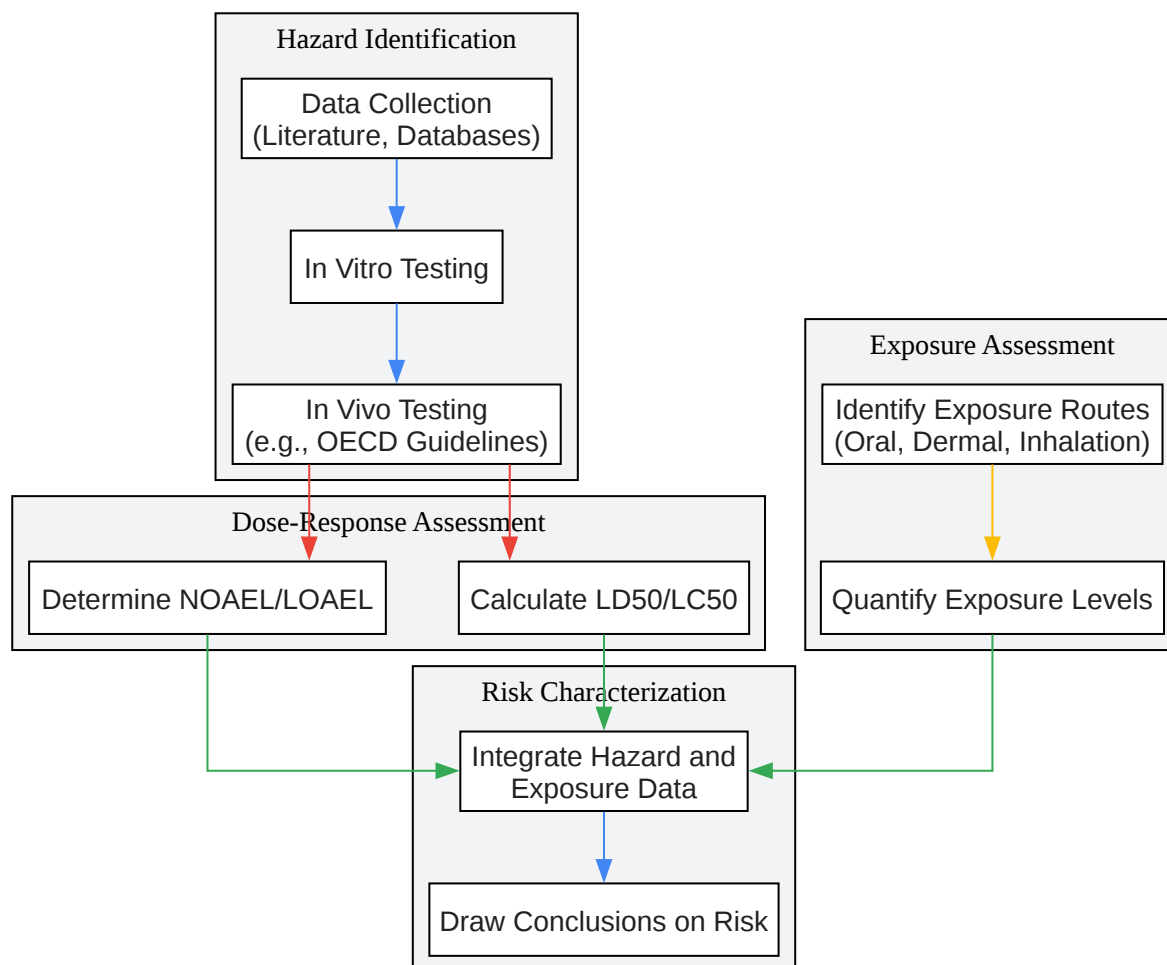 Hazard Identification
Data Collection
(Literature, Databases)
In Vitro Testing
In Vivo Testing
(e.g., OECD Guidelines)
Exposure Assessment
Identify Exposure Routes
(Oral, Dermal, Inhalation)
Dose-Response Assessment
Determine NOAEL/LOAEL
Calculate LD50/LC50
Quantify Exposure Levels
Risk Characterization
Integrate Hazard and
Exposure Data
Draw Conclusions on Risk